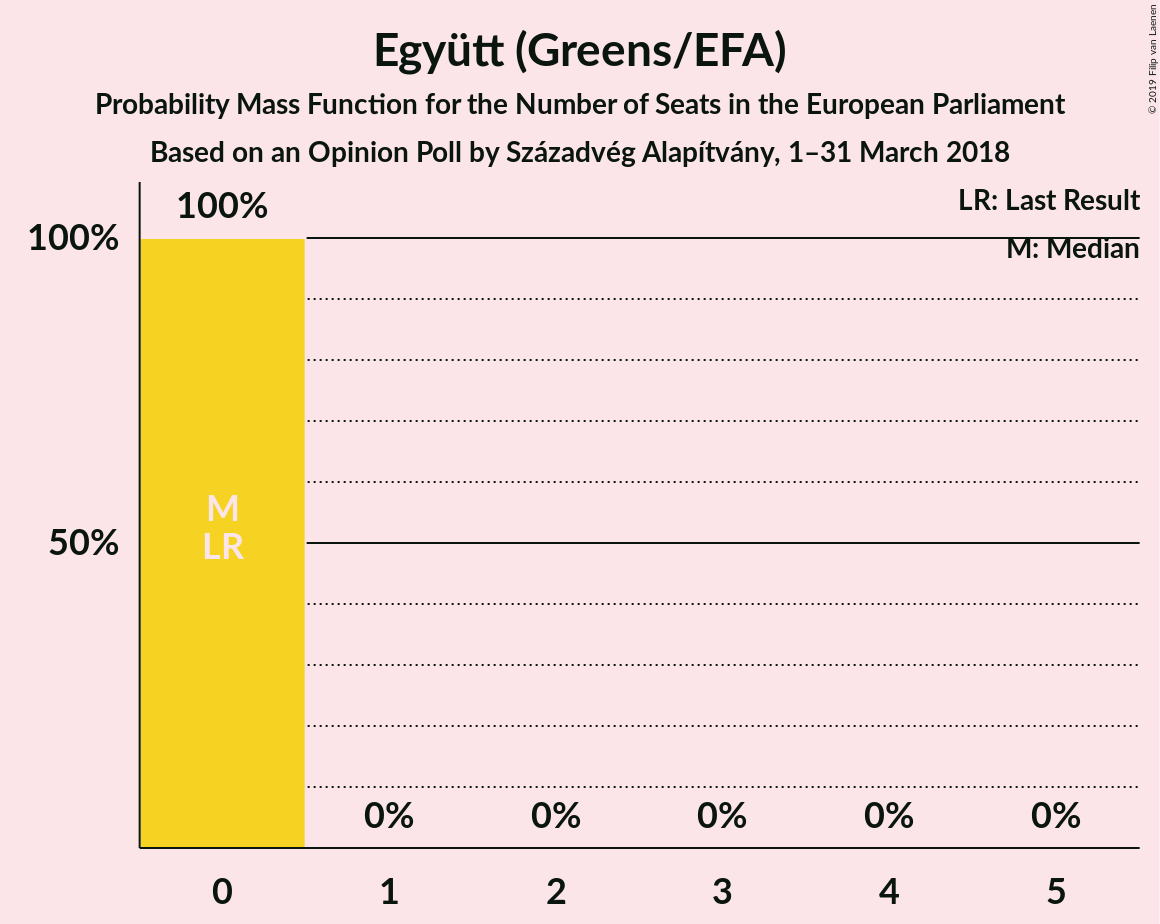 Együtt (Greens/EFA)
Probability Mass Function for the Number of Seats in the European Parliament
Based on an Opinion Poll by Századvég Alapítvány, 1–31 March 2018
© 2019 Filip van Laenen
LR: Last Result
M: Median
100%
100%
50%
M
LR
0% 0% 0% 0% 0%
0 1 2 3 4 5